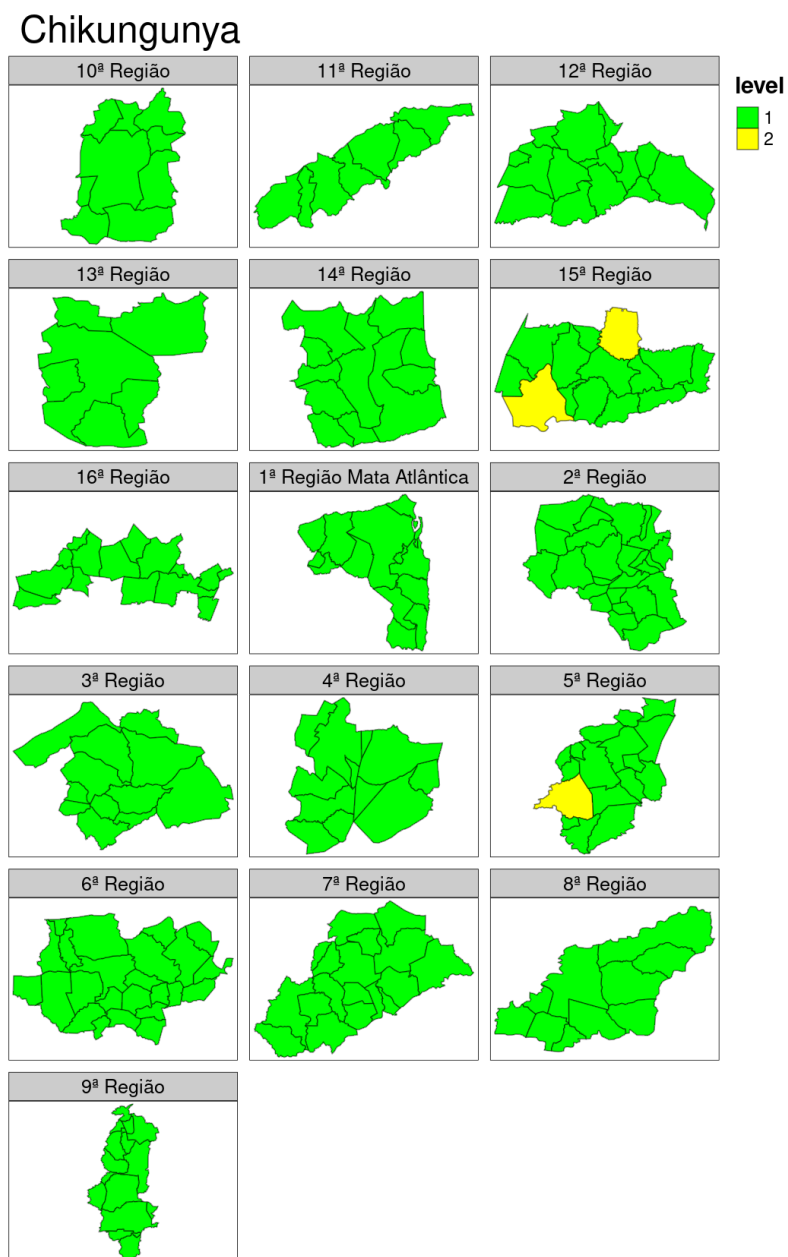 Chikungunya
10ª Região
11ª Região
12ª Região
level
1
2
13ª Região
14ª Região
15ª Região
16ª Região
1ª Região Mata Atlântica
2ª Região
3ª Região
4ª Região
5ª Região
6ª Região
7ª Região
8ª Região
9ª Região